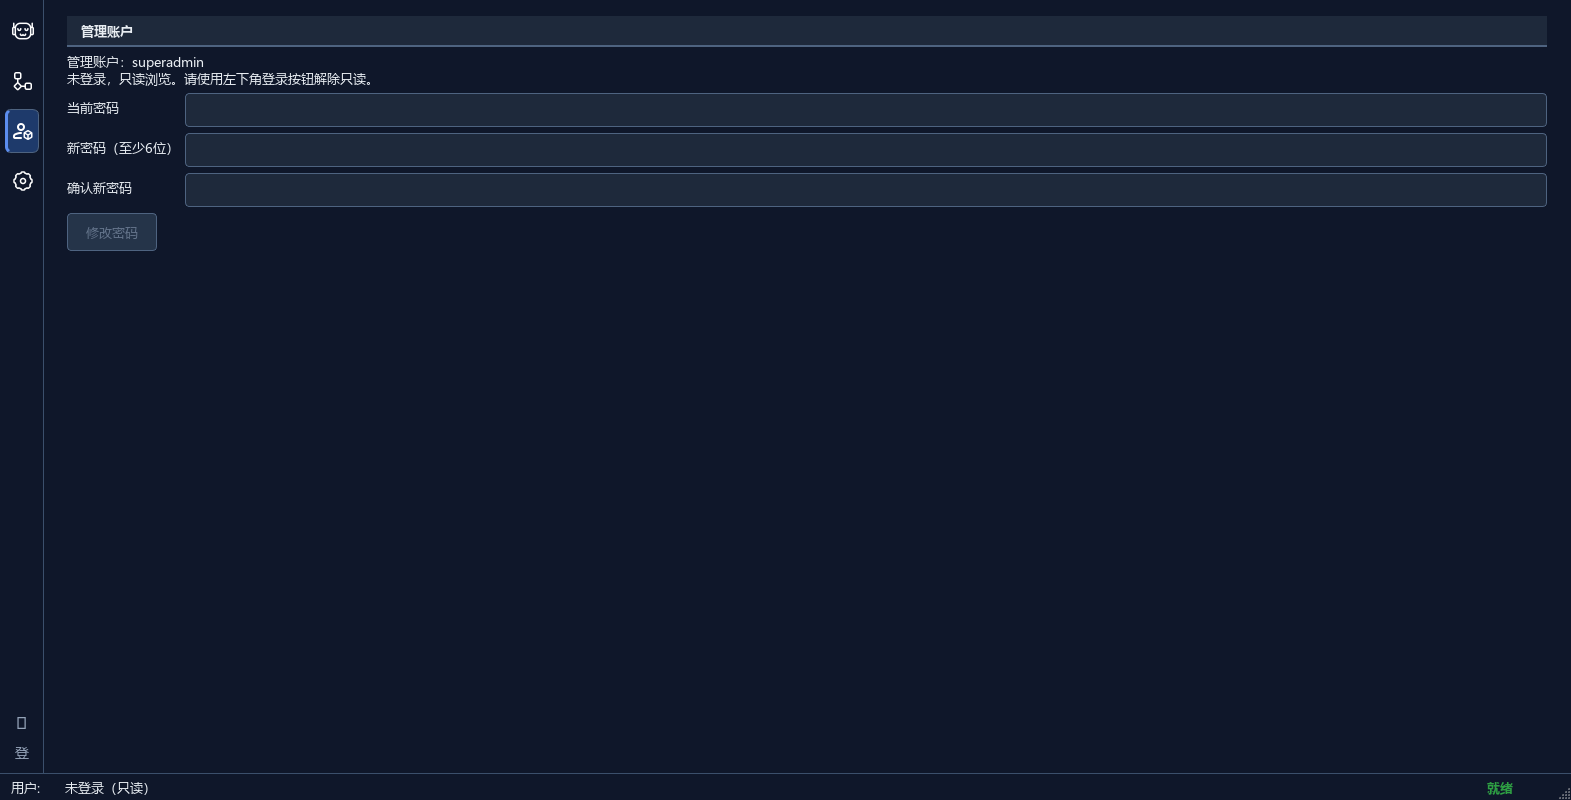 管理账户
管理账户：superadmin
未登录，只读浏览。请使用左下角登录按钮解除只读。
当前密码
新密码（至少6位）
确认新密码
修改密码
登
用户:	未登录（只读）
就绪